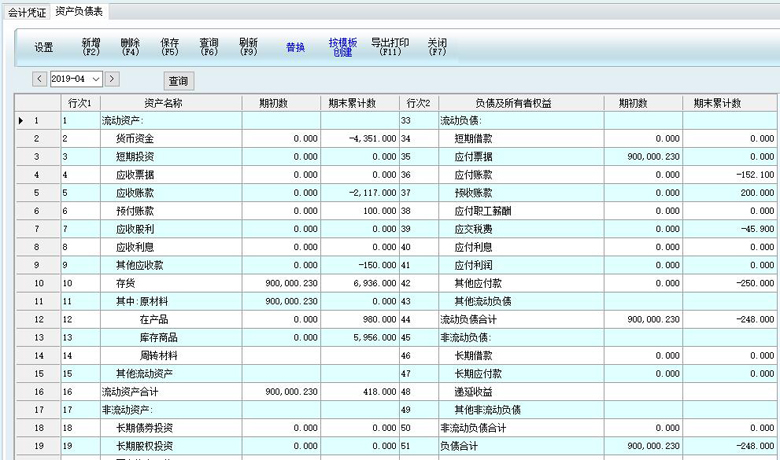 会计凭证 资产负债表
设置 新增(F2) 删除(F4) 保存(F5) 查询(F6) 刷新(F9) 替换 按模板创建 导出打印(F11) 关闭(F7)
< 2019-04 > 查询
行次1 资产名称 期初数 期末累计数 行次2 负债及所有者权益 期初数 期末累计数
1 1 流动资产: 33 流动负债:
2 2 货币资金 0.000 -4,351.000 34 短期借款 0.000 0.000
3 3 短期投资 0.000 0.000 35 应付票据 900,000.230 0.000
4 4 应收票据 0.000 0.000 36 应付账款 0.000 -152.100
5 5 应收账款 0.000 -2,117.000 37 预收账款 0.000 200.000
6 6 预付账款 0.000 100.000 38 应付职工薪酬 0.000 0.000
7 7 应收股利 0.000 0.000 39 应交税费 0.000 -45.900
8 8 应收利息 0.000 0.000 40 应付利息 0.000 0.000
9 9 其他应收款 0.000 -150.000 41 应付利润 0.000 0.000
10 10 存货 900,000.230 6,936.000 42 其他应付款 0.000 -250.000
11 11 其中:原材料 900,000.230 0.000 43 其他流动负债
12 12 在产品 0.000 980.000 44 流动负债合计 900,000.230 -248.000
13 13 库存商品 0.000 5,956.000 45 非流动负债:
14 14 周转材料 46 长期借款 0.000 0.000
15 15 其他流动资产 47 长期应付款 0.000 0.000
16 16 流动资产合计 900,000.230 418.000 48 递延收益
17 17 非流动资产: 49 其他非流动负债
18 18 长期债券投资 0.000 0.000 50 非流动负债合计 0.000 0.000
19 19 长期股权投资 0.000 0.000 51 负债合计 900,000.230 -248.000